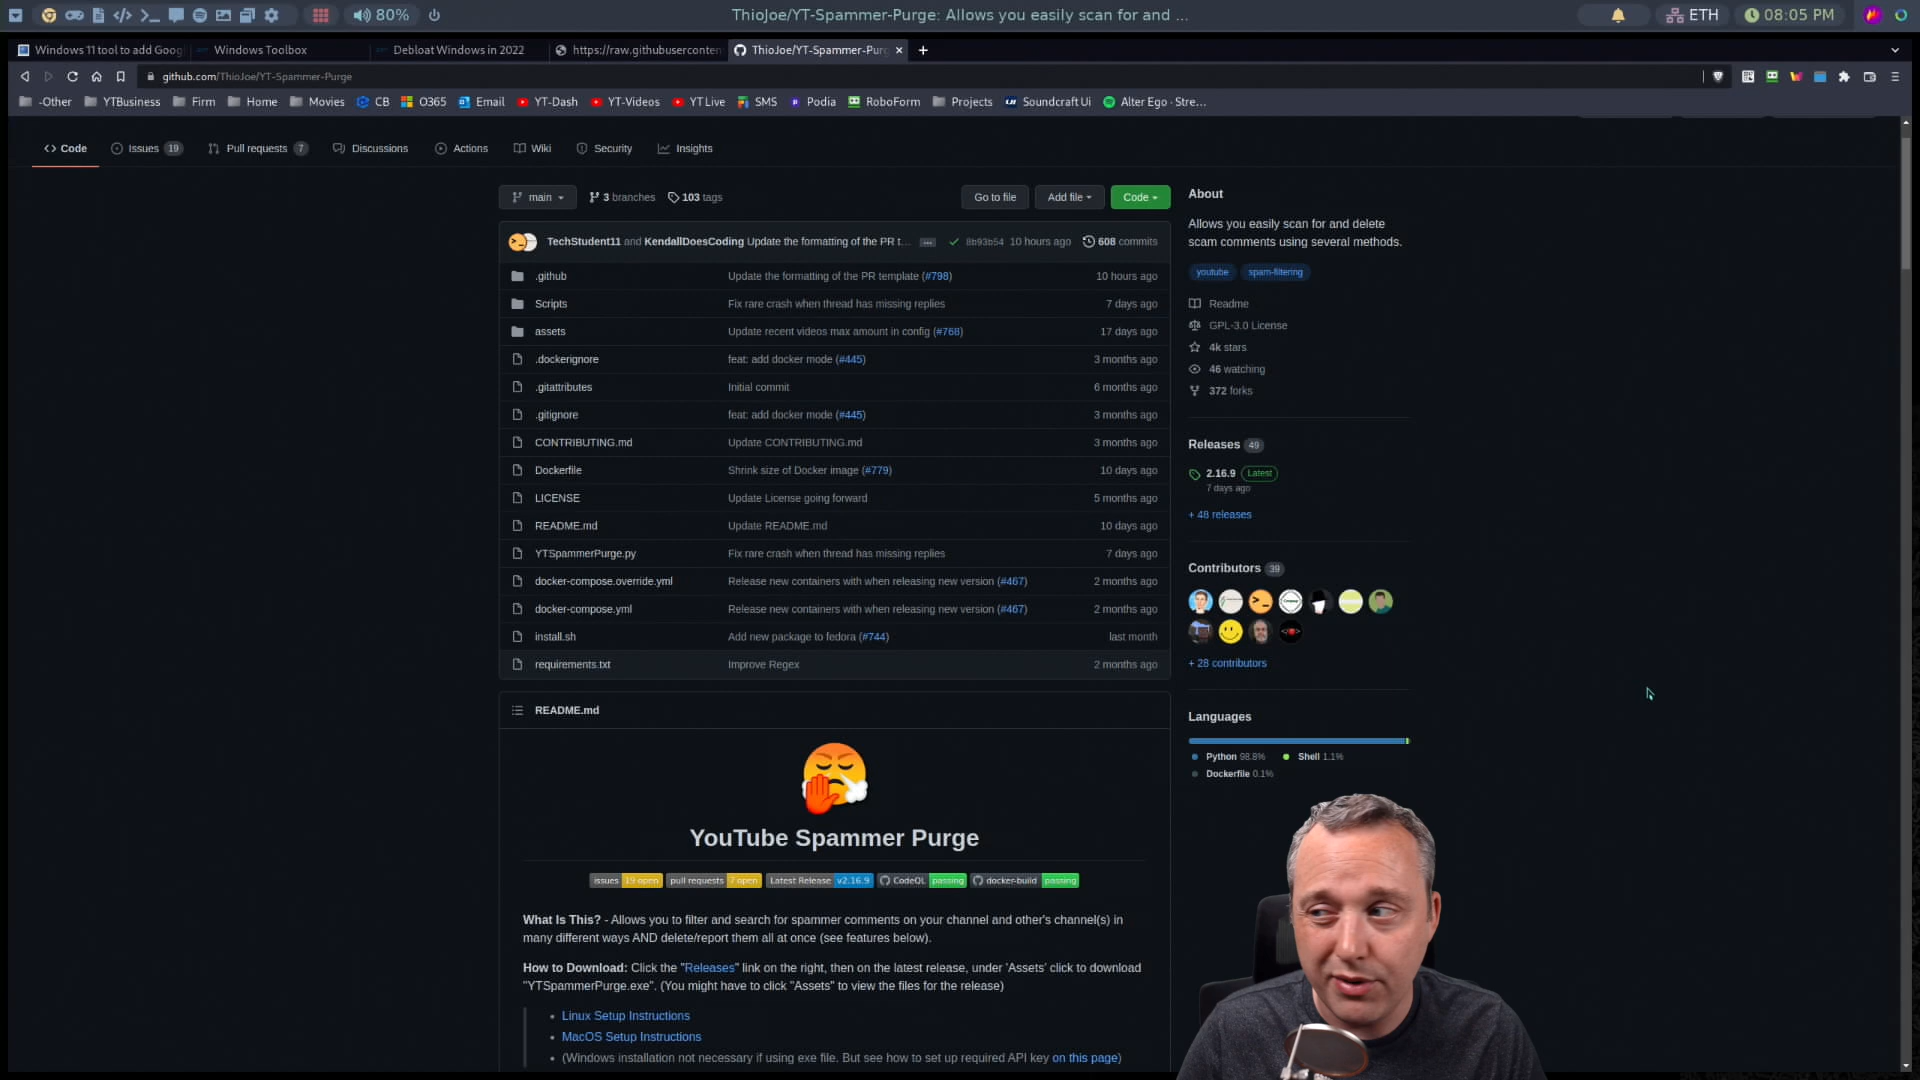 80%
ThioJoe/YT-Spammer-Purge: Allows you easily scan for and ...
ETH
08:05 PM
Windows 11 tool to add Goog
Windows Toolbox
Debloat Windows in 2022
https://raw.githubuserconten
ThioJoe/YT-Spammer-Purg
github.com/ThioJoe/YT-Spammer-Purge
-Other
YTBusiness
Firm
Home
Movies
CB
O365
Email
YT-Dash
YT-Videos
YTLive
SMS
Podia
RoboForm
Projects
Soundcraft Ui
Alter Ego · Stre...
Code
Issues 19
Pull requests 7
Discussions
Actions
Wiki
Security
Insights
main
3 branches
103 tags
Go to file
Add file
Code
TechStudent11 and KendallDoesCoding Update the formatting of the PR t... ... 8b93b54 10 hours ago 608 commits
.github Update the formatting of the PR template (#798) 10 hours ago
Scripts Fix rare crash when thread has missing replies 7 days ago
assets Update recent videos max amount in config (#768) 17 days ago
.dockerignore feat: add docker mode (#445) 3 months ago
.gitattributes Initial commit 6 months ago
.gitignore feat: add docker mode (#445) 3 months ago
CONTRIBUTING.md Update CONTRIBUTING.md 3 months ago
Dockerfile Shrink size of Docker image (#779) 10 days ago
LICENSE Update License going forward 5 months ago
README.md Update README.md 10 days ago
YTSpammerPurge.py Fix rare crash when thread has missing replies 7 days ago
docker-compose.override.yml Release new containers with when releasing new version (#467) 2 months ago
docker-compose.yml Release new containers with when releasing new version (#467) 2 months ago
install.sh Add new package to fedora (#744) last month
requirements.txt Improve Regex 2 months ago
README.md
YouTube Spammer Purge
issues 19 open pull requests 7 open Latest Release v2.16.9 CodeQL passing docker-build passing
What Is This? - Allows you to filter and search for spammer comments on your channel and other's channel(s) in
many different ways AND delete/report them all at once (see features below).
How to Download: Click the "Releases" link on the right, then on the latest release, under 'Assets' click to download
"YTSpammerPurge.exe". (You might have to click "Assets" to view the files for the release)
• Linux Setup Instructions
• MacOS Setup Instructions
• (Windows installation not necessary if using exe file. But see how to set up required API key on this page)
About
Allows you easily scan for and delete
scam comments using several methods.
youtube spam-filtering
Readme
GPL-3.0 License
4k stars
46 watching
372 forks
Releases 49
2.16.9 Latest
7 days ago
+ 48 releases
Contributors 39
+ 28 contributors
Languages
Python 98.8% Shell 1.1%
Dockerfile 0.1%